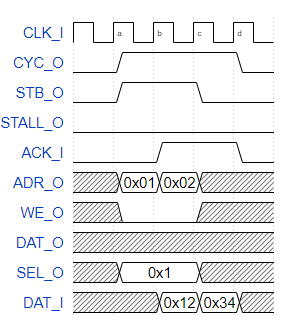 CLK_I a b c d
CYC_O
STB_O
STALL_O
ACK_I
ADR_O 0x01 0x02
WE_O
DAT_O
SEL_O 0x1
DAT_I 0x12 0x34